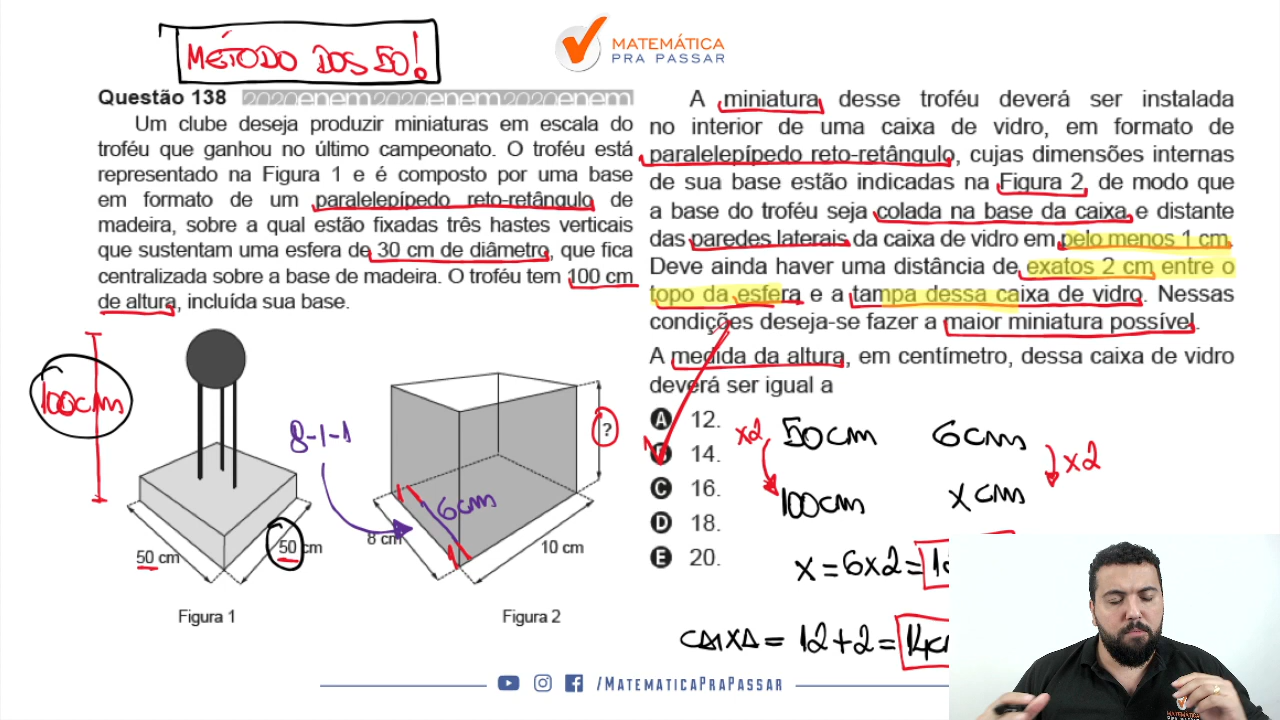 MÉTODO DOS 50!
MATEMÁTICA
PRA PASSAR
Questão 138
2020enem2020enem2020enem
Um clube deseja produzir miniaturas em escala do
troféu que ganhou no último campeonato. O troféu está
representado na Figura 1 e é composto por uma base
em formato de um paralelepípedo reto-retângulo de
madeira, sobre a qual estão fixadas três hastes verticais
que sustentam uma esfera de 30 cm de diâmetro, que fica
centralizada sobre a base de madeira. O troféu tem 100 cm
de altura, incluída sua base.
100cm
50 cm
50 cm
Figura 1
8-1-1
6cm
1
1
?
8 cm
10 cm
Figura 2
A miniatura desse troféu deverá ser instalada
no interior de uma caixa de vidro, em formato de
paralelepípedo reto-retângulo, cujas dimensões internas
de sua base estão indicadas na Figura 2, de modo que
a base do troféu seja colada na base da caixa e distante
das paredes laterais da caixa de vidro em pelo menos 1 cm.
Deve ainda haver uma distância de exatos 2 cm entre o
topo da esfera e a tampa dessa caixa de vidro. Nessas
condições deseja-se fazer a maior miniatura possível.
A medida da altura, em centímetro, dessa caixa de vidro
deverá ser igual a
A 12.
14.
C 16.
D 18.
E 20.
50cm 6cm
x2 x2
100cm xcm
x=6x2=
CAIXA = 12+2=
/MatematicaPraPassar
MATEMÁTICA